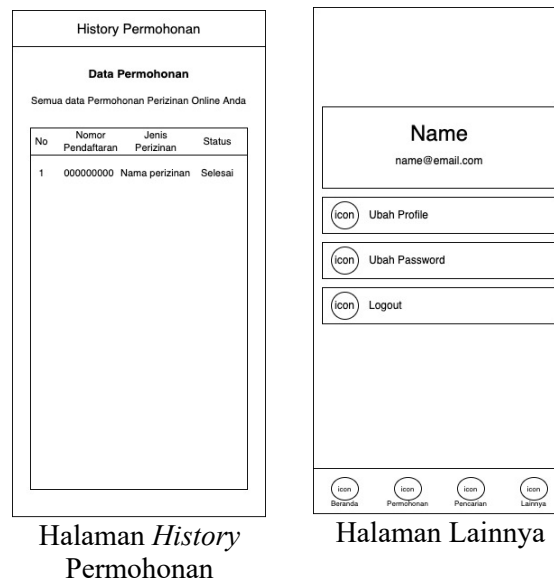 History Permohonan
Data Permohonan
Semua data Permohonan Perizinan Online Anda
No Nomor Pendaftaran Jenis Perizinan Status
1 000000000 Nama perizinan Selesai
Halaman History
Permohonan
Name
name@email.com
icon Ubah Profile
icon Ubah Password
icon Logout
icon icon icon icon
Beranda Permohonan Pencarian Lainnya
Halaman Lainnya